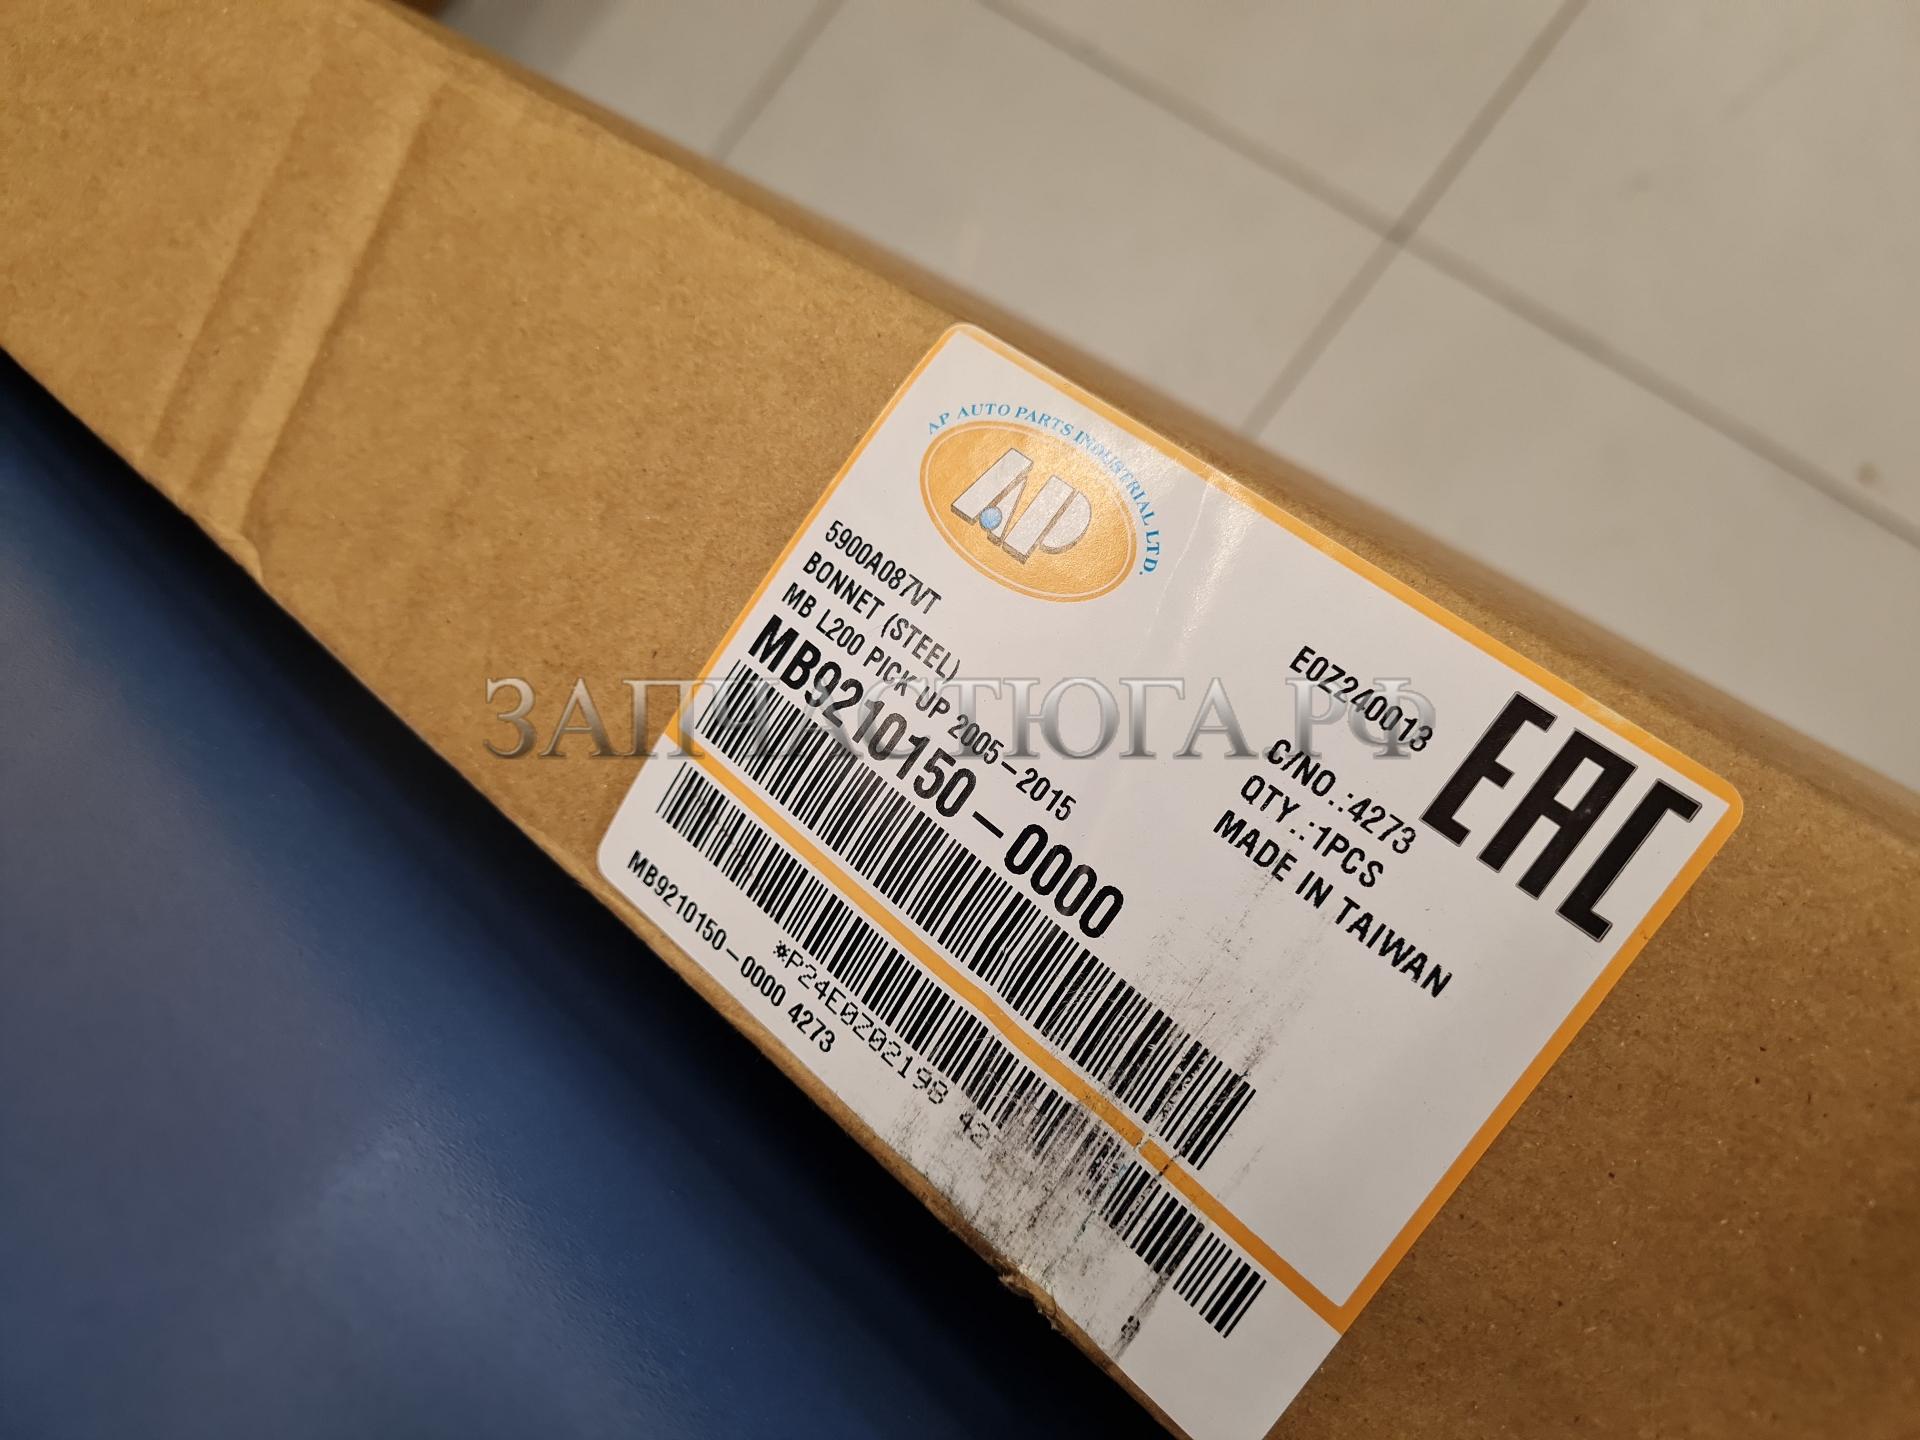 AP AUTO PARTS INDUSTRIAL LTD.
AP
5900A087VT
BONNET (STEEL)
MB L200 PICK UP 2005-2015
MB9210150-0000
E0Z240013
C/NO.:4273
QTY.:1PCS
MADE IN TAIWAN
EAC
*P24E0Z02198
MB9210150-0000 4273
ЗАПЧАСТЮГА.РФ